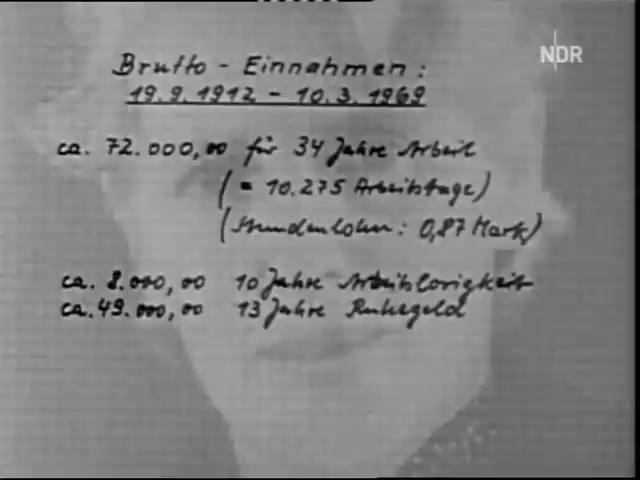 NDR
Brutto - Einnahmen:
19.9.1912 - 10.3.1969
ca. 72.000,00 für 34 Jahre Arbeit
(= 10.275 Arbeitstage)
(Stundenlohn: 0,87 Mark)
ca. 8.000,00 10 Jahre Arbeitslosigkeit
ca. 49.000,00 13 Jahre Ruhegeld